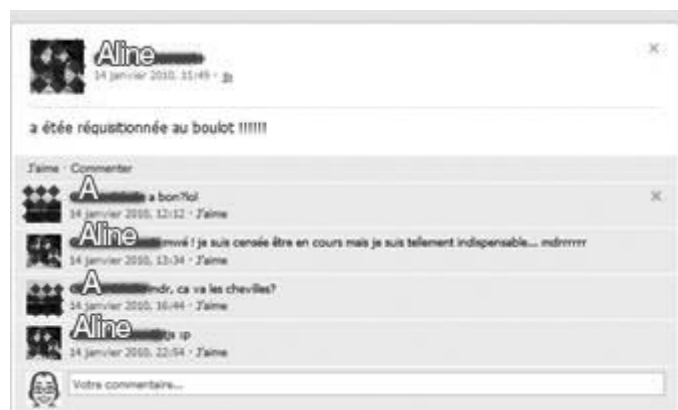 Aline
14 janvier 2010, 11:49 ·
a étée réquisitionnée au boulot !!!!!!
J'aime · Commenter
A a bon?lol
14 janvier 2010, 12:12 · J'aime
Aline mwé ! je suis censée être en cours mais je suis tellement indispensable... mdrrrrr
14 janvier 2010, 13:34 · J'aime
A mdr, ca va les chevilles?
14 janvier 2010, 16:44 · J'aime
Aline tjs :p
14 janvier 2010, 22:54 · J'aime
Votre commentaire...